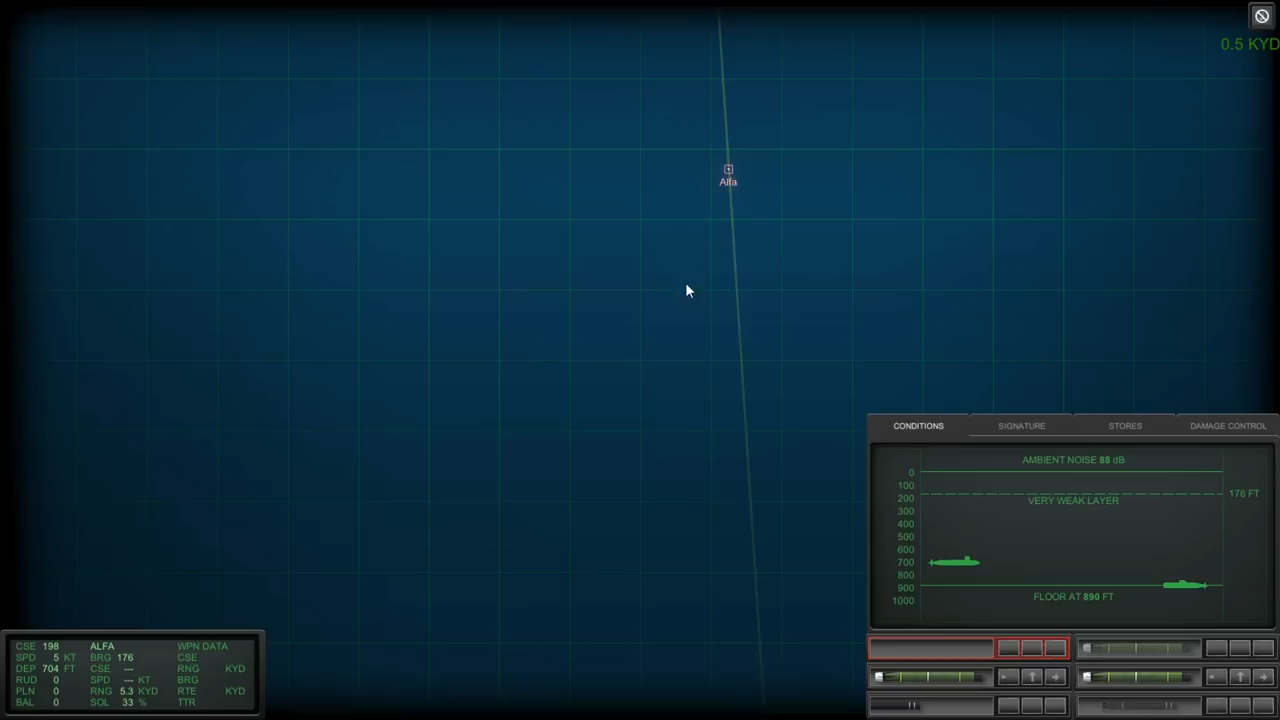 0.5 KYD
Alfa
CONDITIONS SIGNATURE STORES DAMAGE CONTROL
AMBIENT NOISE 88 dB
0
100
200
300
400
500
600
700
800
900
1000
176 FT
VERY WEAK LAYER
FLOOR AT 890 FT
CSE 198 ALFA WPN DATA
SPD 5 KT BRG 176 CSE
DEP 704 FT CSE --- RNG KYD
RUD 0 SPD --- KT BRG
PLN 0 RNG 5.3 KYD RTE KYD
BAL 0 SOL 33 % TTR